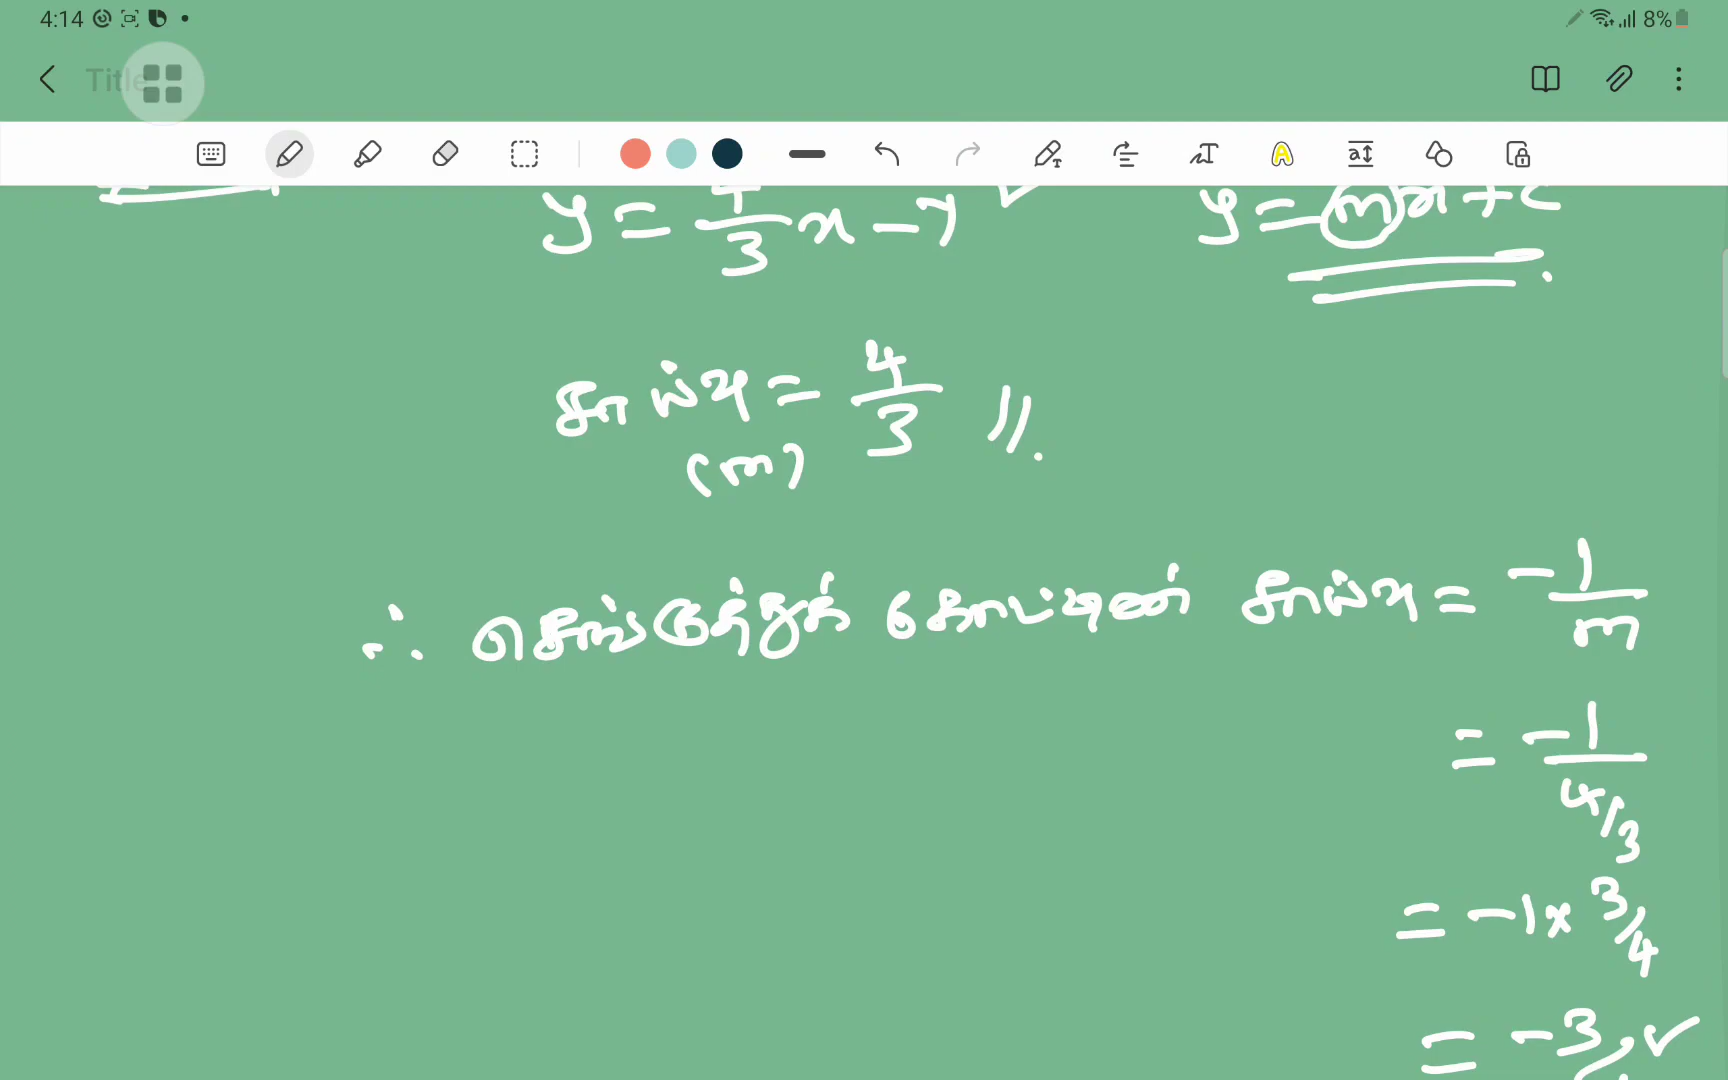 4:14
8%
Title
y = 4/3 x - 7 y = mx + c
சாய்வு = 4/3 //.
(m)
∴ செங்குத்துக் கோட்டின் சாய்வு = -1/m
= -1/4/3
= -1 x 3/4
= -3/4 ✓